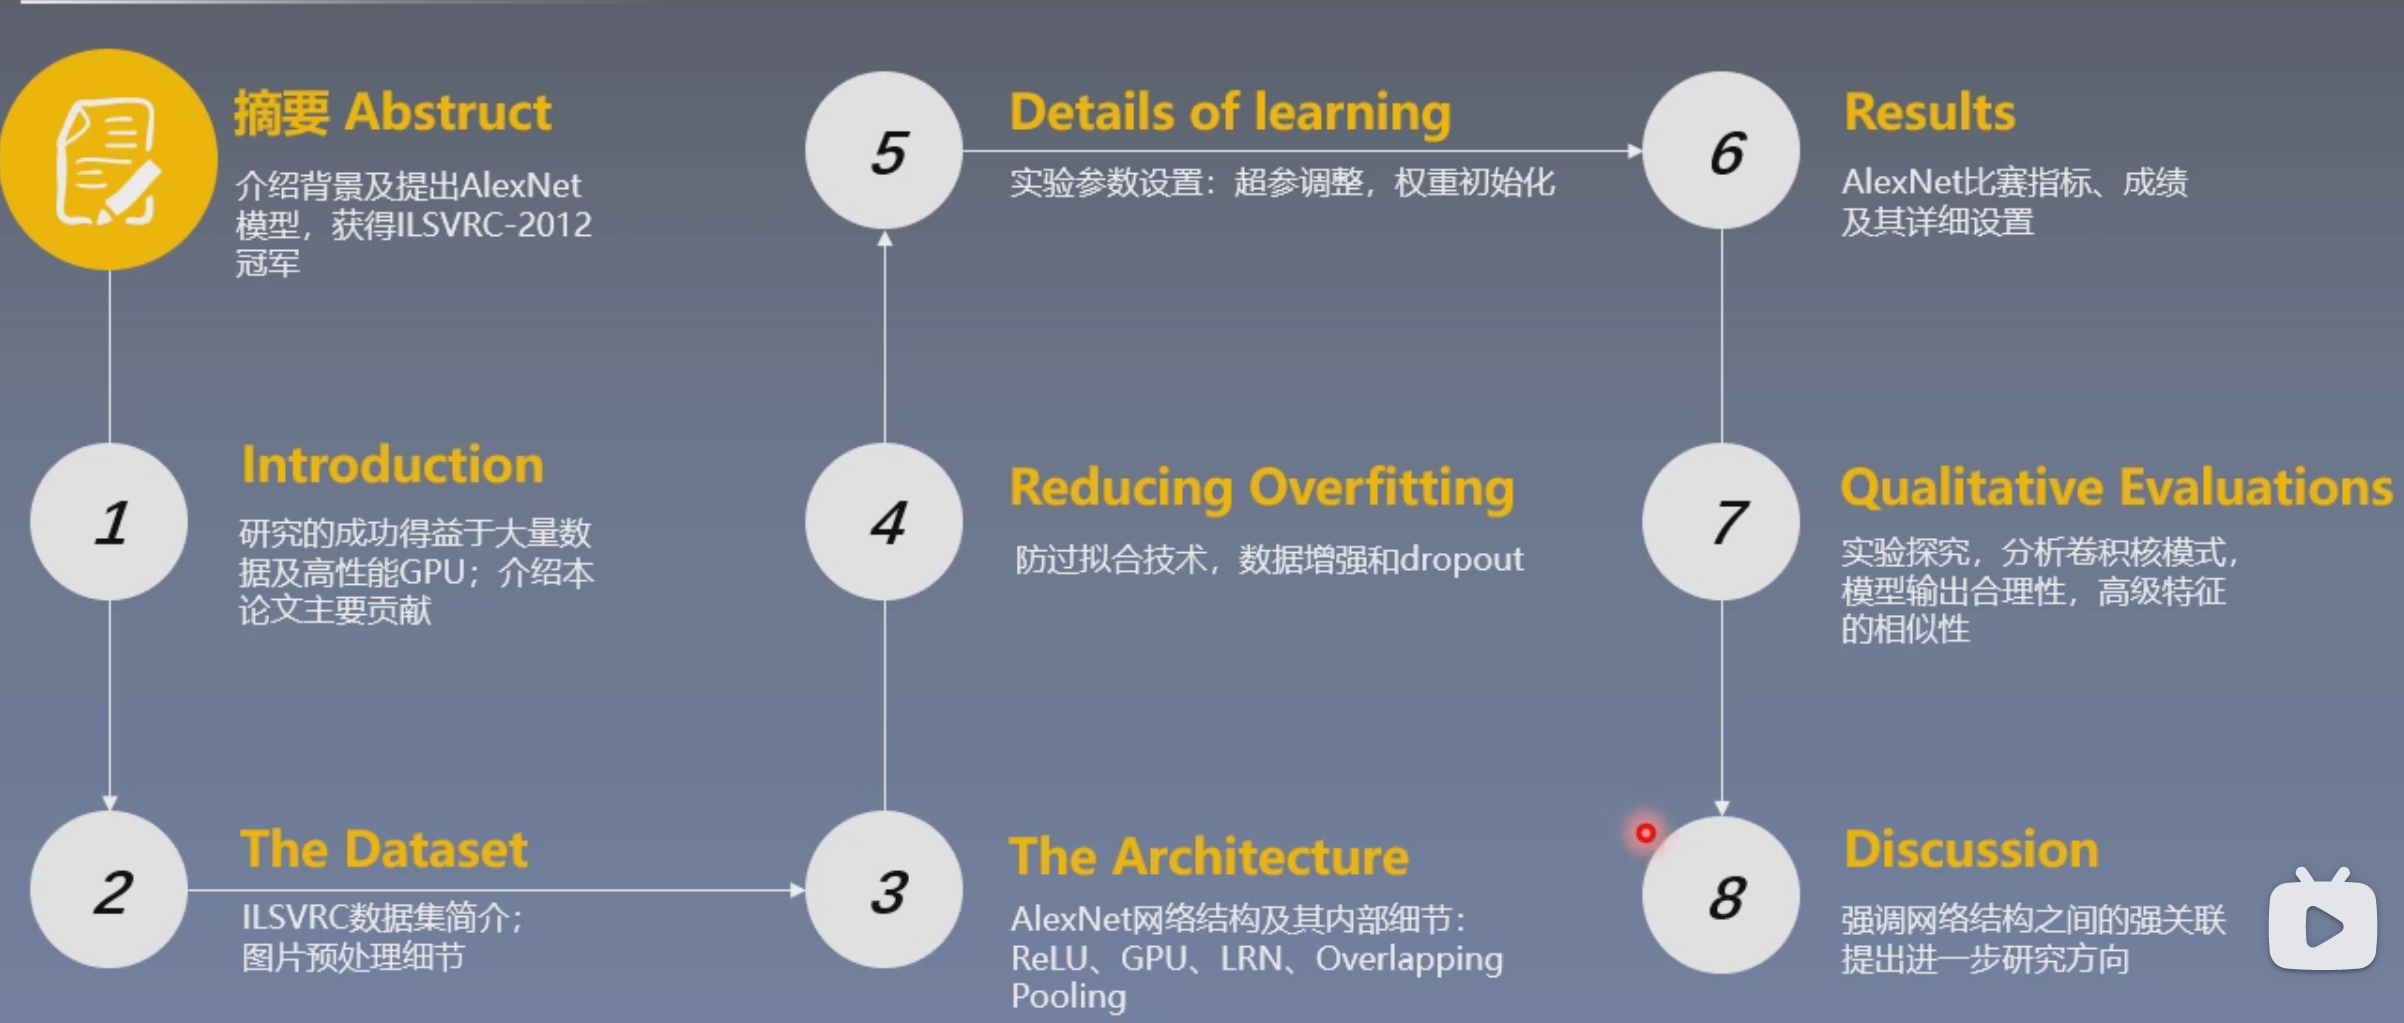 摘要 Abstruct
介绍背景及提出AlexNet
模型，获得ILSVRC-2012
冠军
1
Introduction
研究的成功得益于大量数
据及高性能GPU；介绍本
论文主要贡献
2
The Dataset
ILSVRC数据集简介；
图片预处理细节
3
The Architecture
AlexNet网络结构及其内部细节：
ReLU、GPU、LRN、Overlapping
Pooling
4
Reducing Overfitting
防过拟合技术，数据增强和dropout
5
Details of learning
实验参数设置：超参调整，权重初始化
6
Results
AlexNet比赛指标、成绩
及其详细设置
7
Qualitative Evaluations
实验探究，分析卷积核模式，
模型输出合理性，高级特征
的相似性
8
Discussion
强调网络结构之间的强关联
提出进一步研究方向